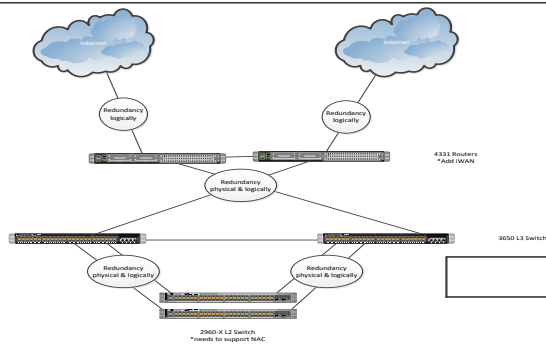 Internet
Internet
Redundancy
logically
Redundancy
logically
4331 Routers
*Add iWAN
Redundancy
physical & logically
3650 L3 Switch
Redundancy
physical & logically
Redundancy
physical & logically
2960-X L2 Switch
*needs to support NAC